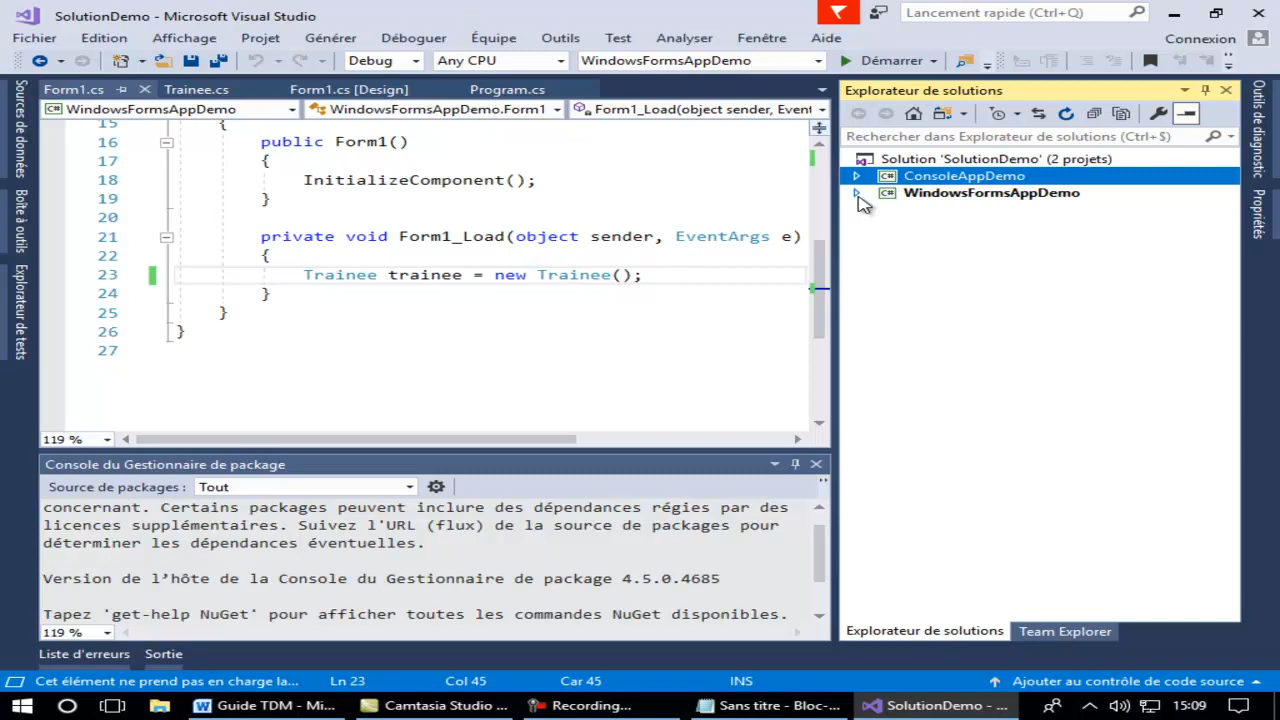 SolutionDemo - Microsoft Visual Studio
Lancement rapide (Ctrl+Q)
Fichier Edition Affichage Projet Générer Déboguer Équipe Outils Test Analyser Fenêtre Aide Connexion
Debug Any CPU WindowsFormsAppDemo Démarrer
Sources de données
Boîte à outils
Explorateur de tests
Form1.cs Trainee.cs Form1.cs [Design] Program.cs
C# WindowsFormsAppDemo WindowsFormsAppDemo.Form1 Form1_Load(object sender, Event
15 {
16 public Form1()
17 {
18 InitializeComponent();
19 }
20
21 private void Form1_Load(object sender, EventArgs e)
22 {
23 Trainee trainee = new Trainee();
24 }
25 }
26 }
27
119 %
Console du Gestionnaire de package
Source de packages : Tout
concernant. Certains packages peuvent inclure des dépendances régies par des
licences supplémentaires. Suivez l'URL (flux) de la source de packages pour
déterminer les dépendances éventuelles.
Version de l’hôte de la Console du Gestionnaire de package 4.5.0.4685
Tapez 'get-help NuGet' pour afficher toutes les commandes NuGet disponibles.
119 %
Liste d'erreurs Sortie
Explorateur de solutions
Rechercher dans Explorateur de solutions (Ctrl+$)
Solution 'SolutionDemo' (2 projets)
C# ConsoleAppDemo
C# WindowsFormsAppDemo
Explorateur de solutions Team Explorer
Outils de diagnostic
Propriétés
Cet élément ne prend pas en charge la... Ln 23 Col 45 Car 45 INS Ajouter au contrôle de code source
Guide TDM - Mi... Camtasia Studio ... Recording... Sans titre - Bloc-... SolutionDemo - ... 15:09